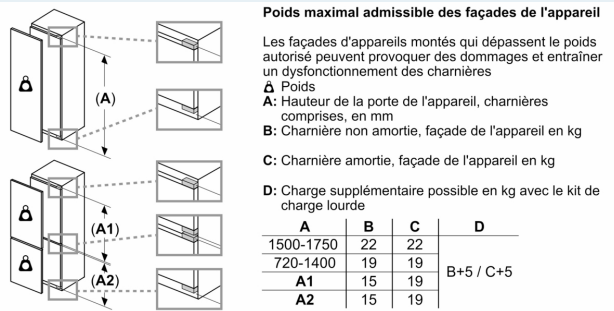 Poids maximal admissible des façades de l'appareil
Les façades d'appareils montés qui dépassent le poids
autorisé peuvent provoquer des dommages et entraîner
un dysfonctionnement des charnières
Poids
A: Hauteur de la porte de l'appareil, charnières
comprises, en mm
B: Charnière non amortie, façade de l'appareil en kg
C: Charnière amortie, façade de l'appareil en kg
D: Charge supplémentaire possible en kg avec le kit de
charge lourde
A B C D
1500-1750 22 22
720-1400 19 19
B+5 / C+5
A1 15 19
A2 15 19
(A)
(A1)
(A2)